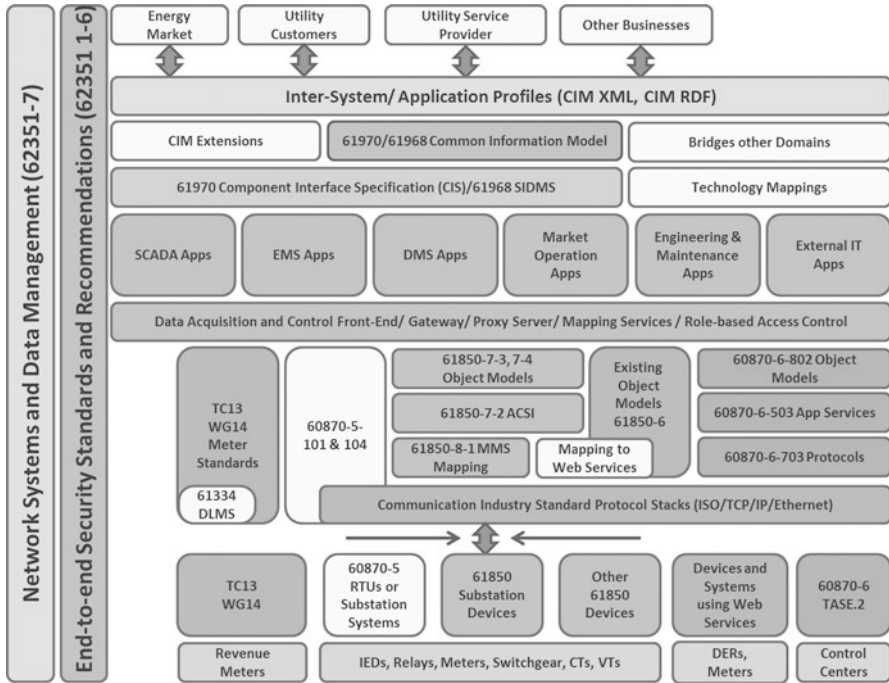 Network Systems and Data Management (62351-7)
End-to-end Security Standards and Recommendations (62351 1-6)
Energy
Market
Utility
Customers
Utility Service
Provider
Other Businesses
Inter-System/ Application Profiles (CIM XML, CIM RDF)
CIM Extensions
61970/61968 Common Information Model
Bridges other Domains
61970 Component Interface Specification (CIS)/61968 SIDMS
Technology Mappings
SCADA Apps
EMS Apps
DMS Apps
Market
Operation
Apps
Engineering &
Maintenance
Apps
External IT
Apps
Data Acquisition and Control Front-End/ Gateway/ Proxy Server/ Mapping Services / Role-based Access Control
TC13
WG14
Meter
Standards
61334
DLMS
60870-5-
101 & 104
61850-7-3, 7-4
Object Models
61850-7-2 ACSI
61850-8-1 MMS
Mapping
Existing
Object
Models
61850-6
Mapping to
Web Services
60870-6-802 Object
Models
60870-6-503 App Services
60870-6-703 Protocols
Communication Industry Standard Protocol Stacks (ISO/TCP/IP/Ethernet)
TC13
WG14
60870-5
RTUs or
Substation
Systems
61850
Substation
Devices
Other
61850
Devices
Devices and
Systems
using Web
Services
60870-6
TASE.2
Revenue
Meters
IEDs, Relays, Meters, Switchgear, CTs, VTs
DERs,
Meters
Control
Centers